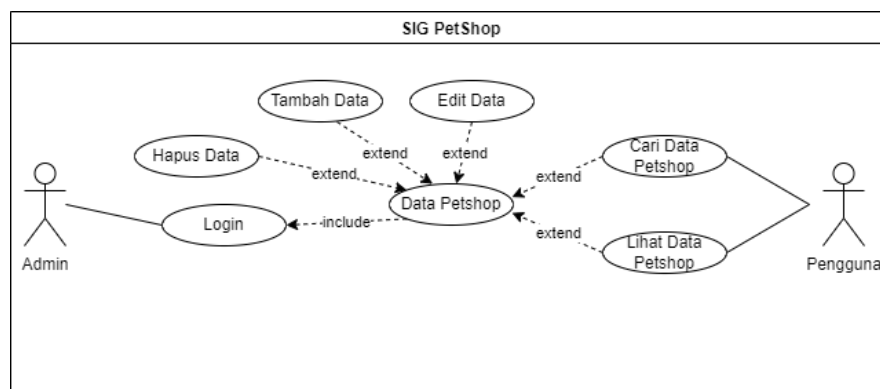 SIG PetShop
Tambah Data
Edit Data
Hapus Data
extend
extend
extend
Cari Data
Petshop
extend
Data Petshop
Login
include
extend
Lihat Data
Petshop
Admin
Pengguna